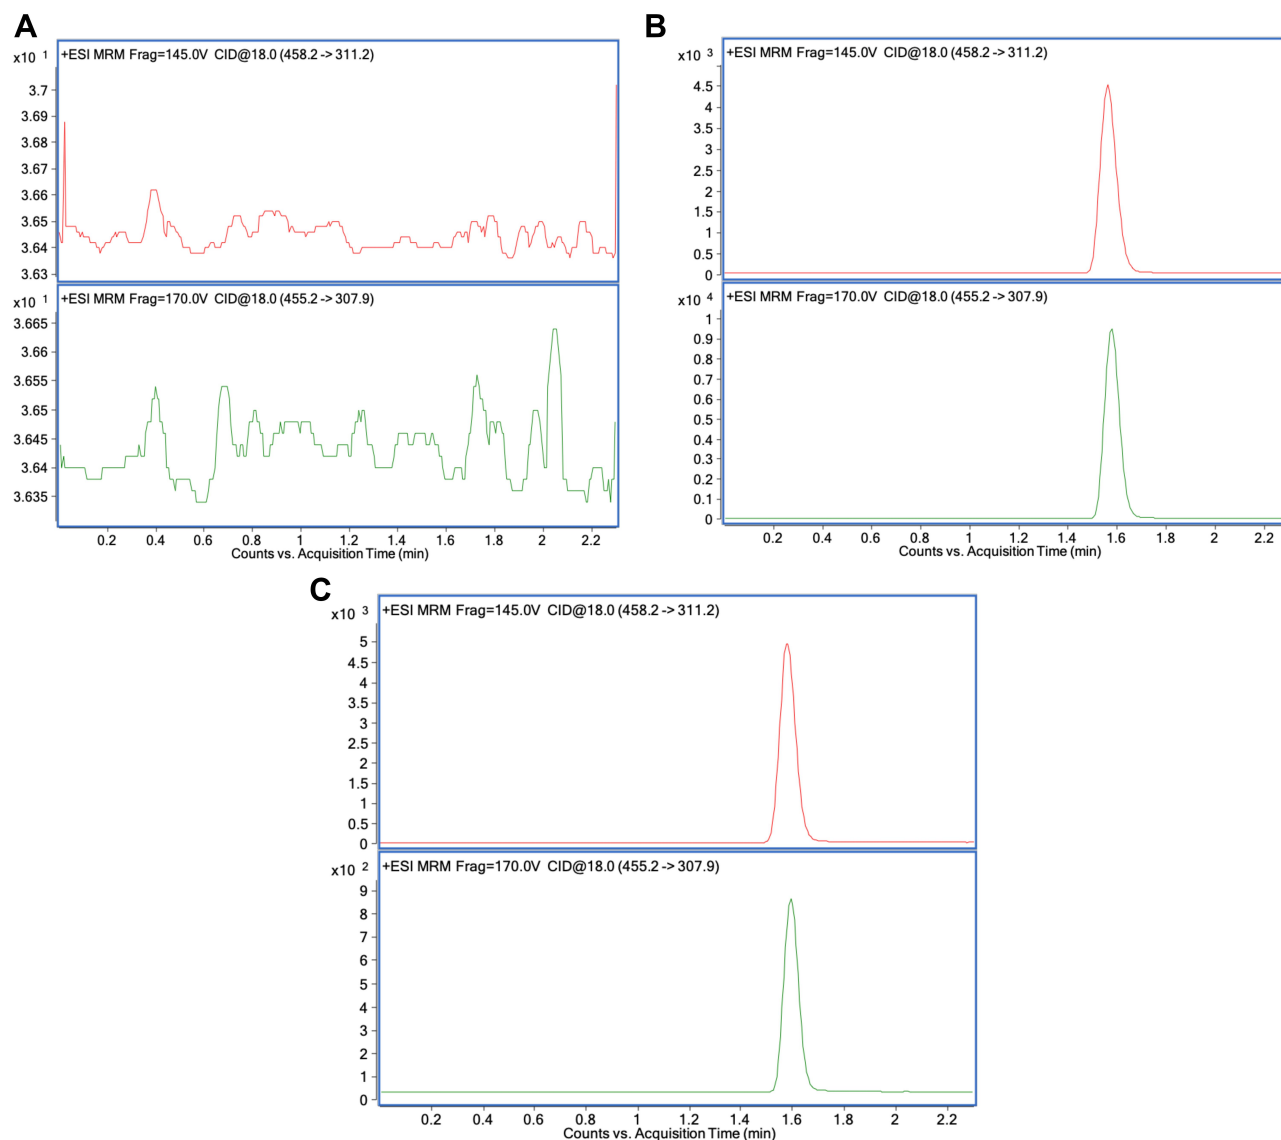 A
+ESI MRM Frag=145.0V CID@18.0 (458.2 -> 311.2)
x10 1
3.7
3.69
3.68
3.67
3.66
3.65
3.64
3.63
+ESI MRM Frag=170.0V CID@18.0 (455.2 -> 307.9)
x10 1
3.665
3.66
3.655
3.65
3.645
3.64
3.635
0.2 0.4 0.6 0.8 1 1.2 1.4 1.6 1.8 2 2.2
Counts vs. Acquisition Time (min)
B
+ESI MRM Frag=145.0V CID@18.0 (458.2 -> 311.2)
x10 3
4.5
4
3.5
3
2.5
2
1.5
1
0.5
0
+ESI MRM Frag=170.0V CID@18.0 (455.2 -> 307.9)
x10 4
1
0.9
0.8
0.7
0.6
0.5
0.4
0.3
0.2
0.1
0
0.2 0.4 0.6 0.8 1 1.2 1.4 1.6 1.8 2 2.2
Counts vs. Acquisition Time (min)
C
+ESI MRM Frag=145.0V CID@18.0 (458.2 -> 311.2)
x10 3
5
4.5
4
3.5
3
2.5
2
1.5
1
0.5
0
+ESI MRM Frag=170.0V CID@18.0 (455.2 -> 307.9)
x10 2
9
8
7
6
5
4
3
2
1
0
0.2 0.4 0.6 0.8 1 1.2 1.4 1.6 1.8 2 2.2
Counts vs. Acquisition Time (min)